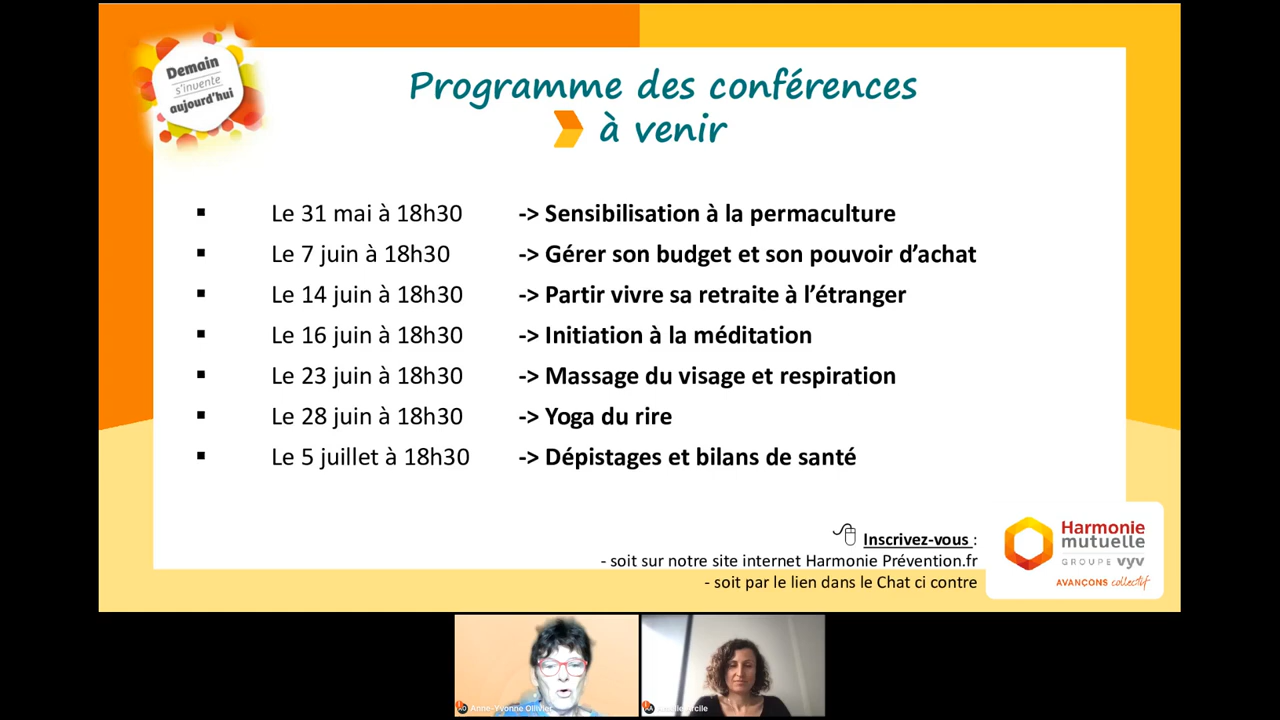 Demain
s'invente
aujourd'hui
Programme des conférences
à venir
▪ Le 31 mai à 18h30 -> Sensibilisation à la permaculture
▪ Le 7 juin à 18h30 -> Gérer son budget et son pouvoir d’achat
▪ Le 14 juin à 18h30 -> Partir vivre sa retraite à l’étranger
▪ Le 16 juin à 18h30 -> Initiation à la méditation
▪ Le 23 juin à 18h30 -> Massage du visage et respiration
▪ Le 28 juin à 18h30 -> Yoga du rire
▪ Le 5 juillet à 18h30 -> Dépistages et bilans de santé
Inscrivez-vous :
- soit sur notre site internet Harmonie Prévention.fr
- soit par le lien dans le Chat ci contre
Harmonie
mutuelle
GROUPE vyv
AVANÇONS collectif
Anne-Yvonne Ollivier